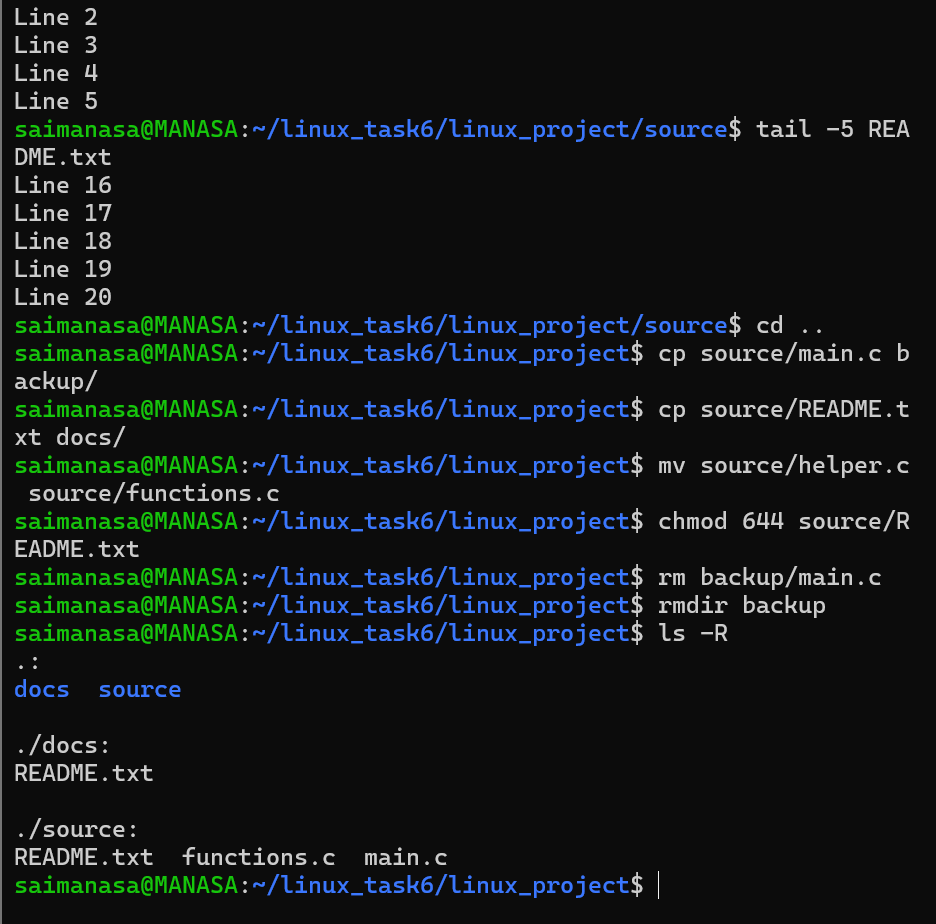 Line 2
Line 3
Line 4
Line 5
saimanasa@MANASA:~/linux_task6/linux_project/source$ tail -5 REA
DME.txt
Line 16
Line 17
Line 18
Line 19
Line 20
saimanasa@MANASA:~/linux_task6/linux_project/source$ cd ..
saimanasa@MANASA:~/linux_task6/linux_project$ cp source/main.c b
ackup/
saimanasa@MANASA:~/linux_task6/linux_project$ cp source/README.t
xt docs/
saimanasa@MANASA:~/linux_task6/linux_project$ mv source/helper.c
 source/functions.c
saimanasa@MANASA:~/linux_task6/linux_project$ chmod 644 source/R
EADME.txt
saimanasa@MANASA:~/linux_task6/linux_project$ rm backup/main.c
saimanasa@MANASA:~/linux_task6/linux_project$ rmdir backup
saimanasa@MANASA:~/linux_task6/linux_project$ ls -R
.:
docs  source

./docs:
README.txt

./source:
README.txt  functions.c  main.c
saimanasa@MANASA:~/linux_task6/linux_project$